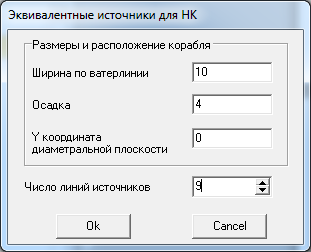 Эквивалентные источники для НК
Размеры и расположение корабля
Ширина по ватерлинии 10
Осадка 4
Y координата
диаметральной плоскости 0
Число линий источников 9
Ok Cancel